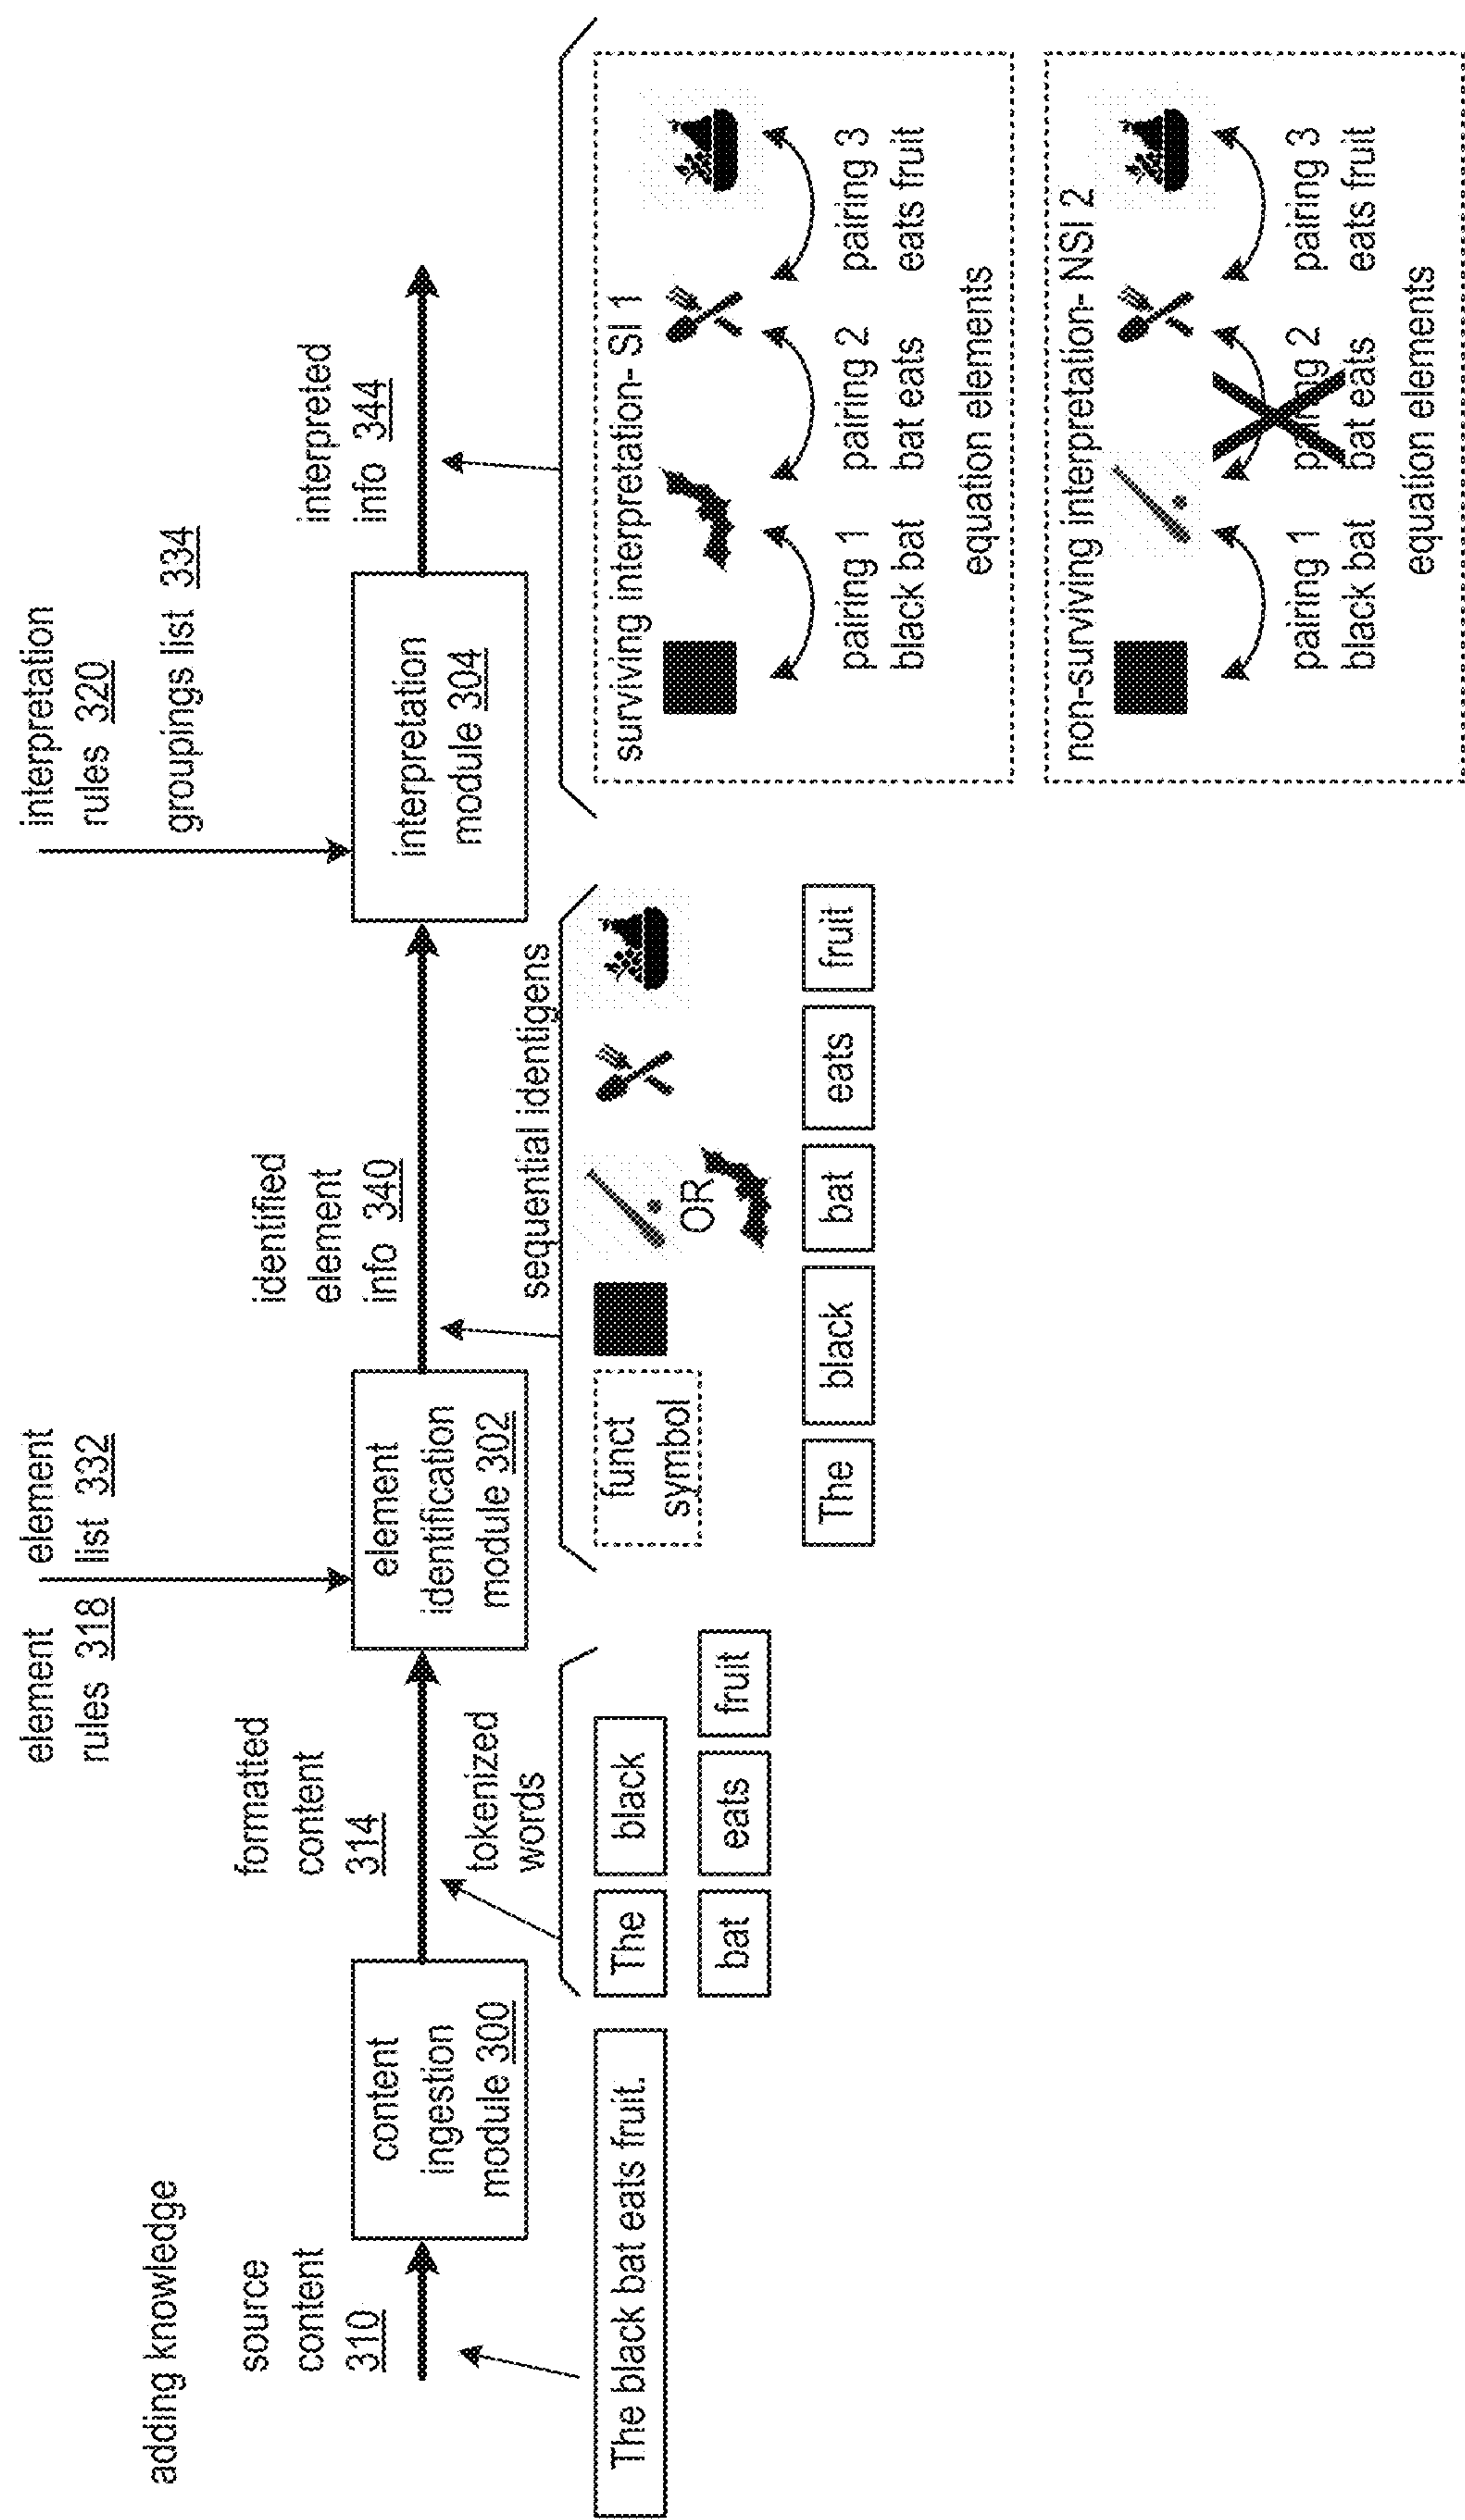 adding knowledge
source
content
310
content
ingestion
module 300
The black bat eats fruit.
formatted
content
314
tokenized
words
The
black
bat
eats
fruit
element
rules 318
element
list 332
element
identification
module 302
identified
element
info 340
sequential identigens
funct
symbol
OR
The
black
bat
eats
fruit
interpretation
rules 320
groupings list 334
interpretation
module 304
interpreted
info 344
surviving interpretation- SI 1
pairing 1
black bat
pairing 2
bat eats
pairing 3
eats fruit
equation elements
non-surviving interpretation- NSI 2
pairing 1
black bat
pairing 2
bat eats
pairing 3
eats fruit
equation elements